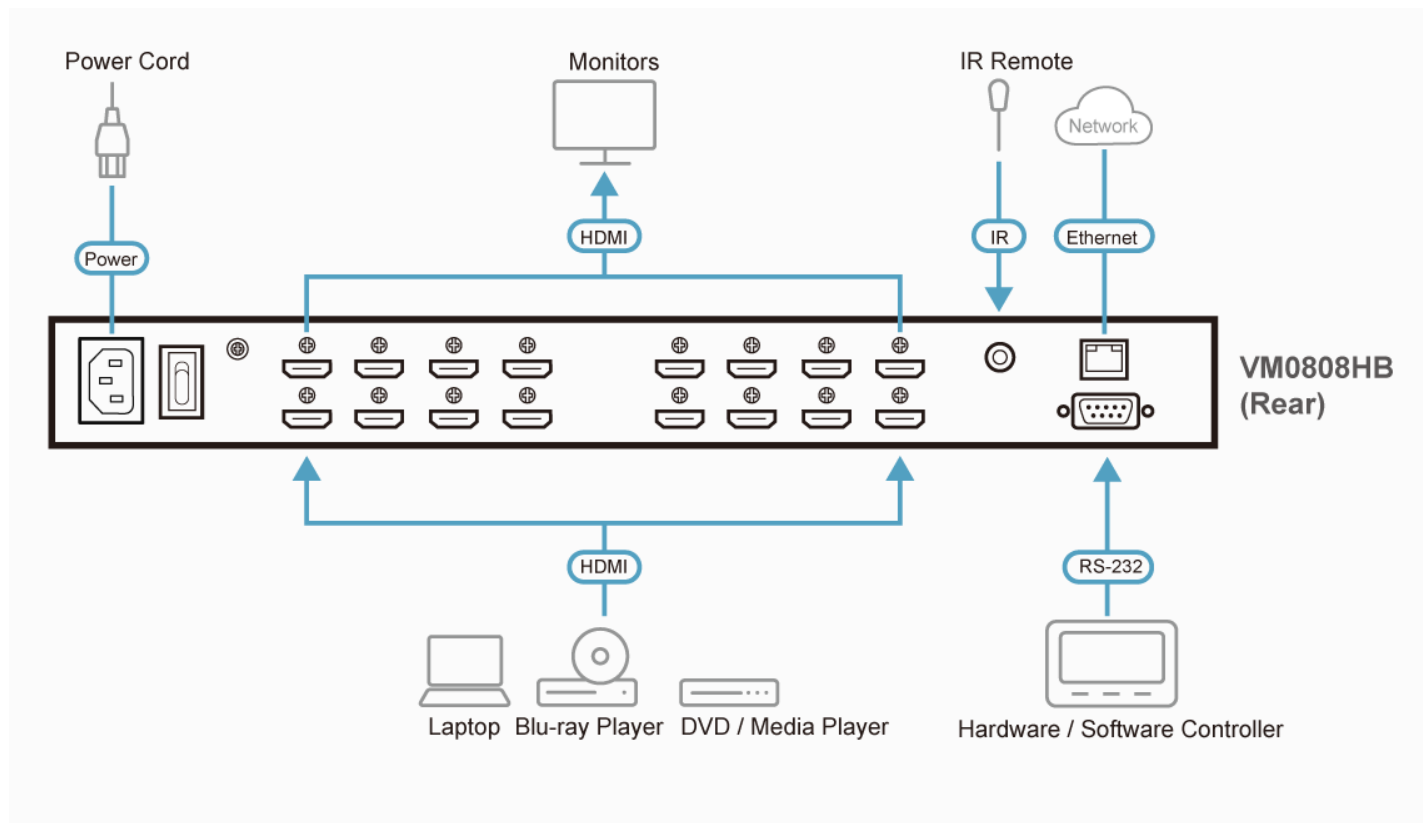 Power Cord
Monitors
IR Remote
Network
HDMI
IR
Ethernet
Power
VM0808HB
(Rear)
HDMI
RS-232
Laptop
Blu-ray Player
DVD / Media Player
Hardware / Software Controller